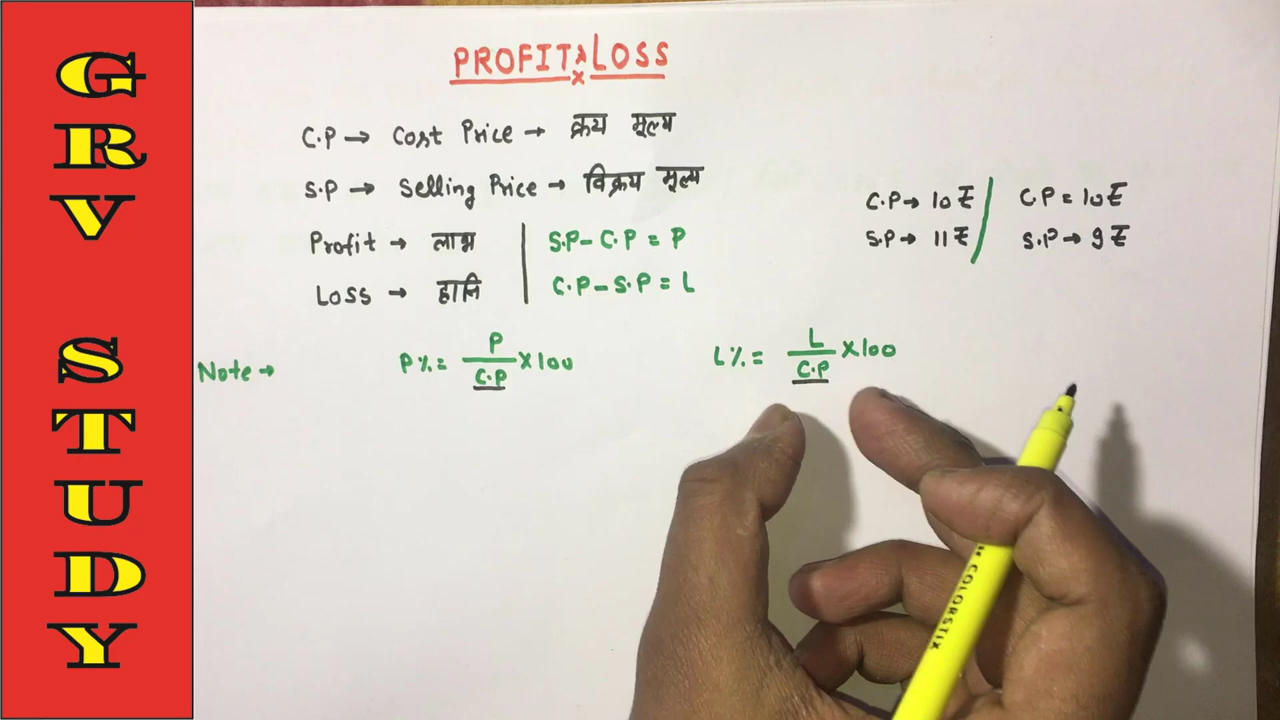 GRV STUDY
PROFIT & LOSS
C.P → Cost Price → क्रय मूल्य
S.P → Selling Price → विक्रय मूल्य
Profit → लाभ | S.P - C.P = P
Loss → हानि | C.P - S.P = L
C.P → 10 ₹ / C.P = 10 ₹
S.P → 11 ₹ / S.P → 9 ₹
Note → P% = P/C.P × 100 L% = L/C.P × 100
COLORSTIX